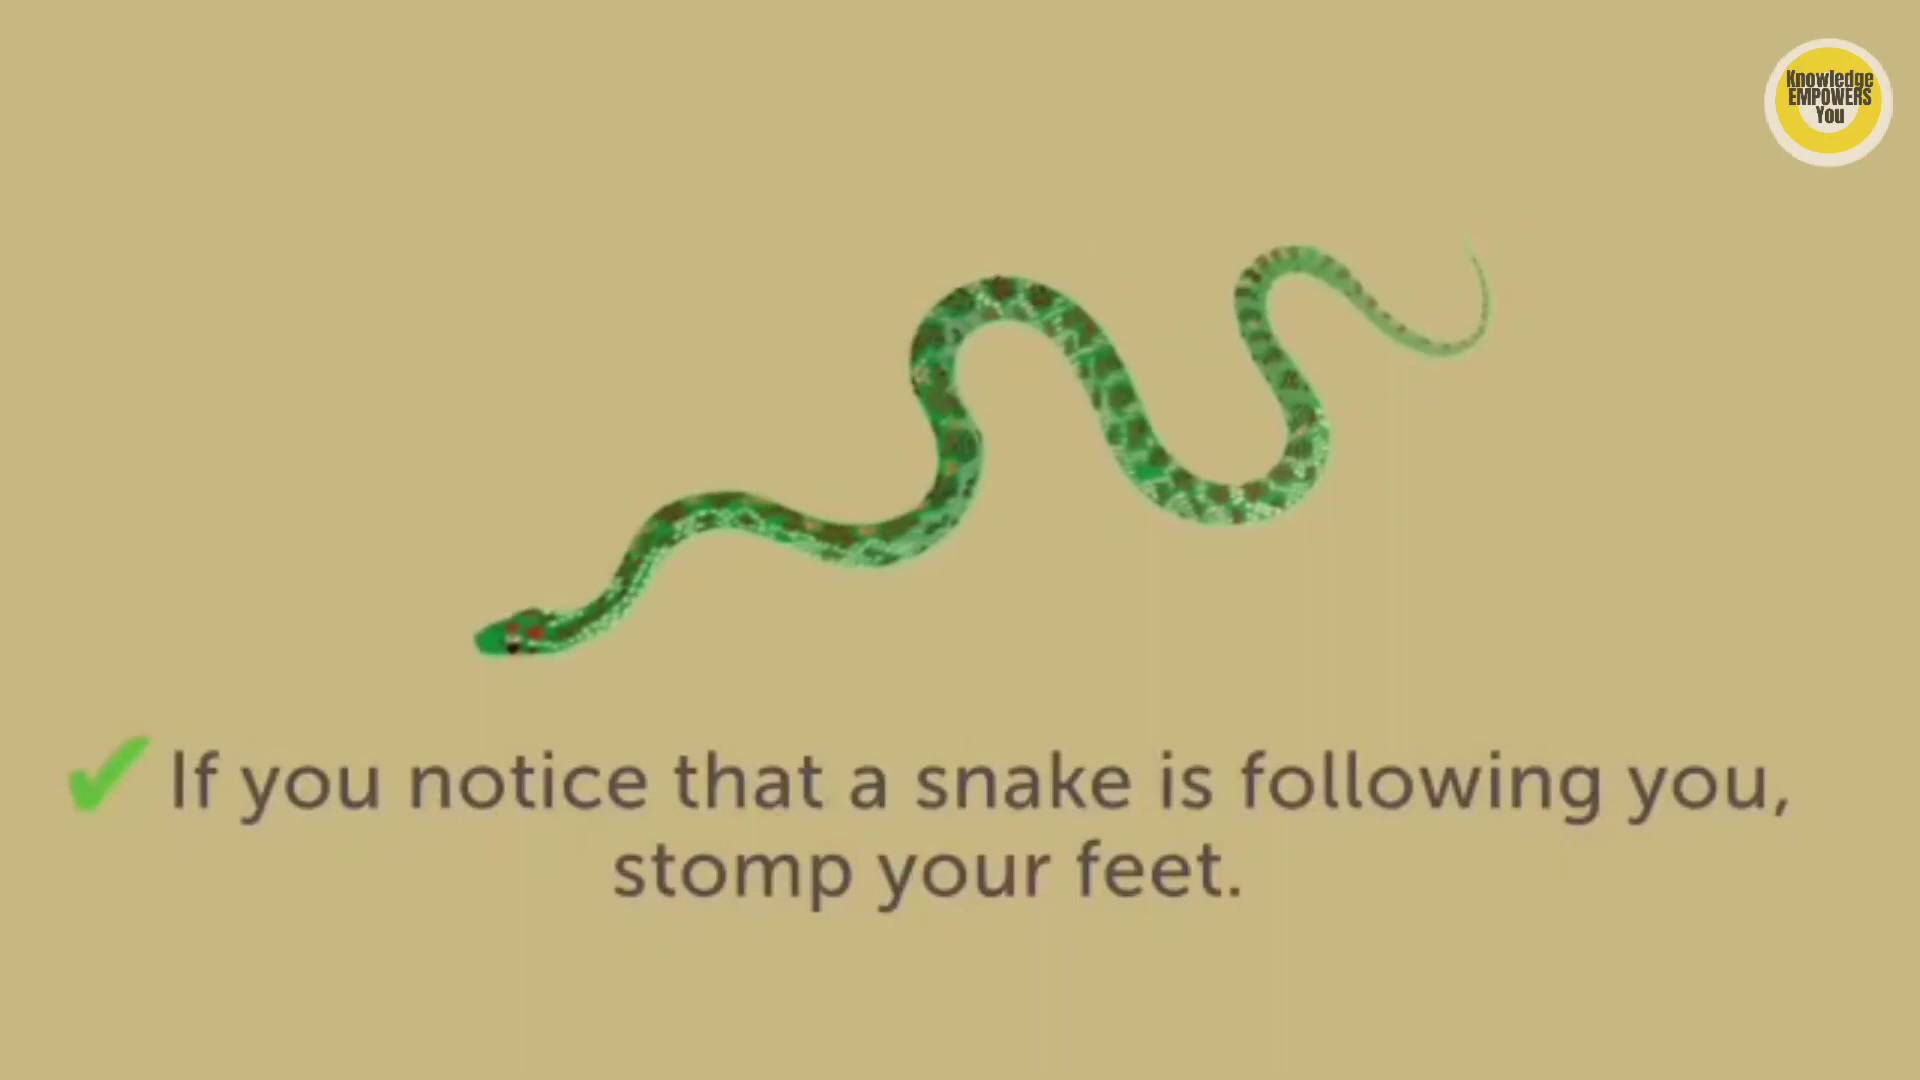 Knowledge
EMPOWERS
You
✔ If you notice that a snake is following you,
stomp your feet.